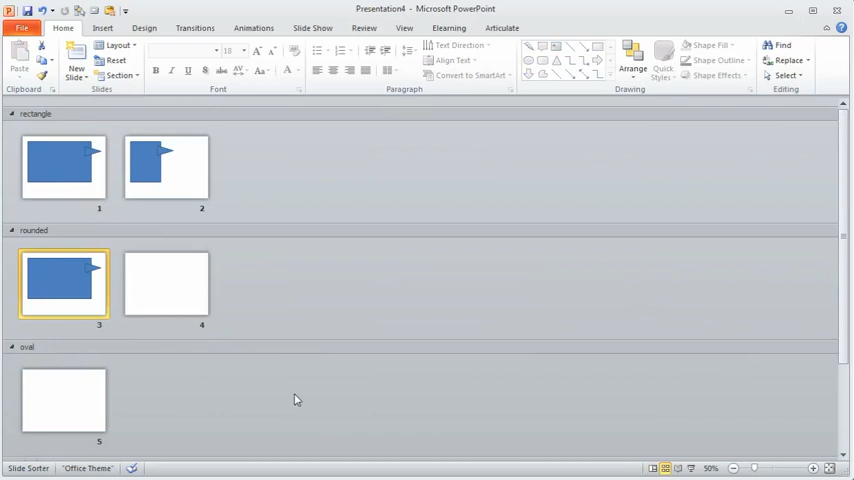 Presentation4 - Microsoft PowerPoint
File Home Insert Design Transitions Animations Slide Show Review View Elearning Articulate
Paste
New Slide
Layout
Reset
Section
18
B I U S abc AV Aa A
Text Direction
Align Text
Convert to SmartArt
Arrange
Quick Styles
Shape Fill
Shape Outline
Shape Effects
Find
Replace
Select
Clipboard Slides Font Paragraph Drawing Editing
rectangle
1 2
rounded
3 4
oval
5
Slide Sorter "Office Theme" 50%